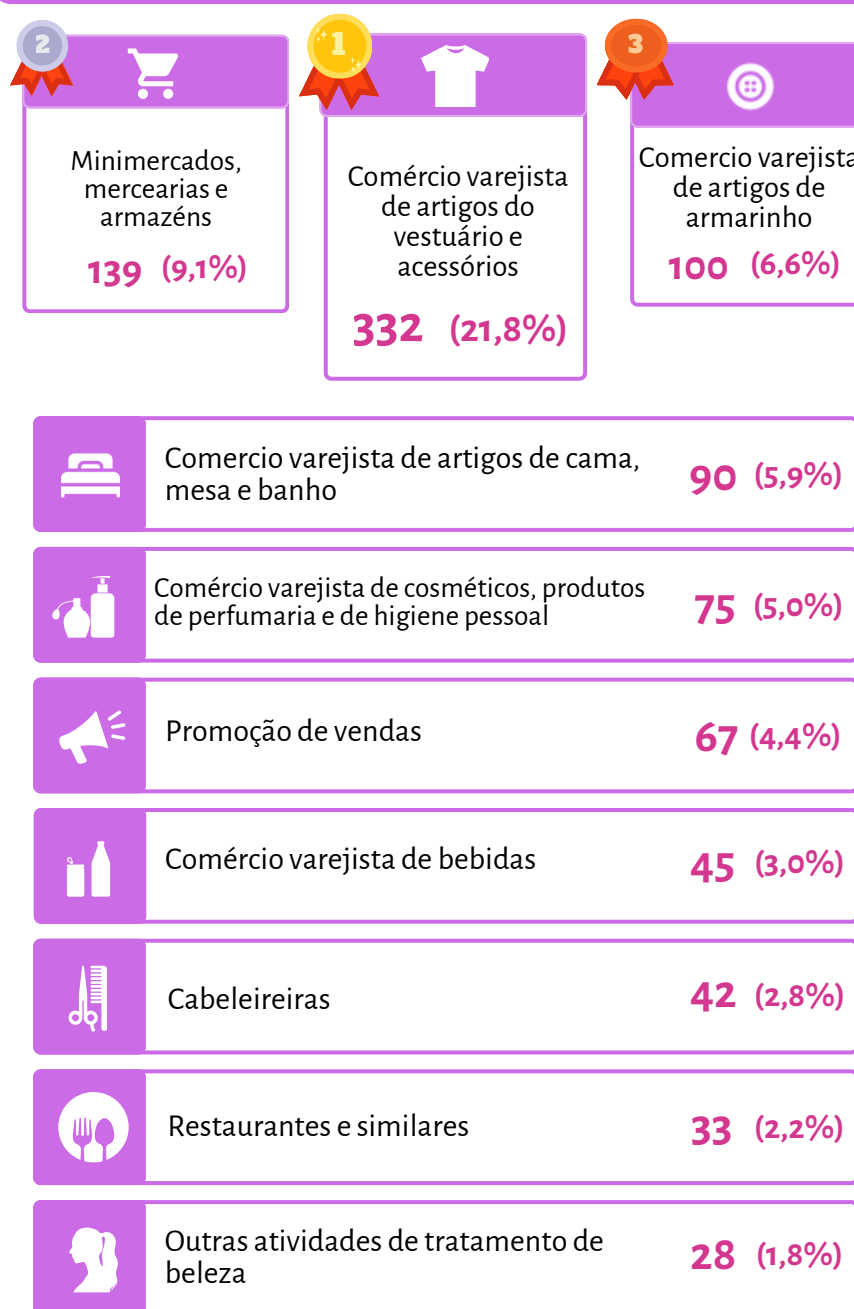 2
Minimercados,
mercearias e
armazéns
139 (9,1%)
1
Comércio varejista
de artigos do
vestuário e
acessórios
332 (21,8%)
3
Comercio varejista
de artigos de
armarinho
100 (6,6%)
Comercio varejista de artigos de cama,
mesa e banho
90 (5,9%)
Comércio varejista de cosméticos, produtos
de perfumaria e de higiene pessoal
75 (5,0%)
Promoção de vendas
67 (4,4%)
Comércio varejista de bebidas
45 (3,0%)
Cabeleireiras
42 (2,8%)
Restaurantes e similares
33 (2,2%)
Outras atividades de tratamento de
beleza
28 (1,8%)